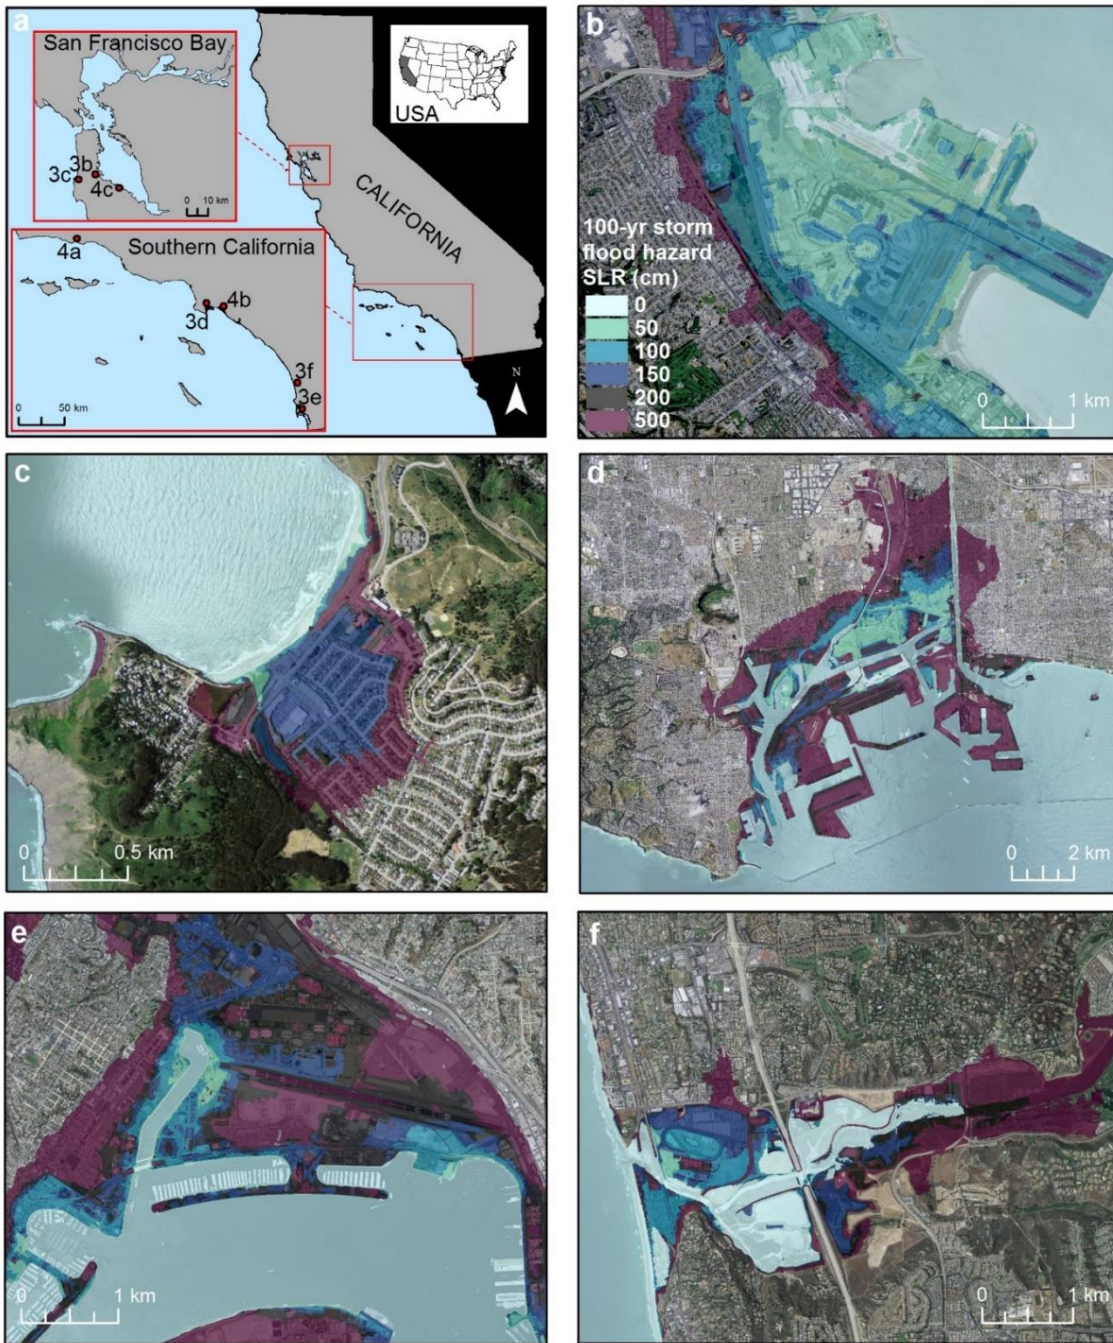 a
San Francisco Bay
3b
3c
4c
0 10 km
USA
CALIFORNIA
Southern California
4a
4b
3d
3f
3e
0 50 km
N
b
100-yr storm
flood hazard
SLR (cm)
0
50
100
150
200
500
0 1 km
c
0 0.5 km
d
0 2 km
e
0 1 km
f
0 1 km